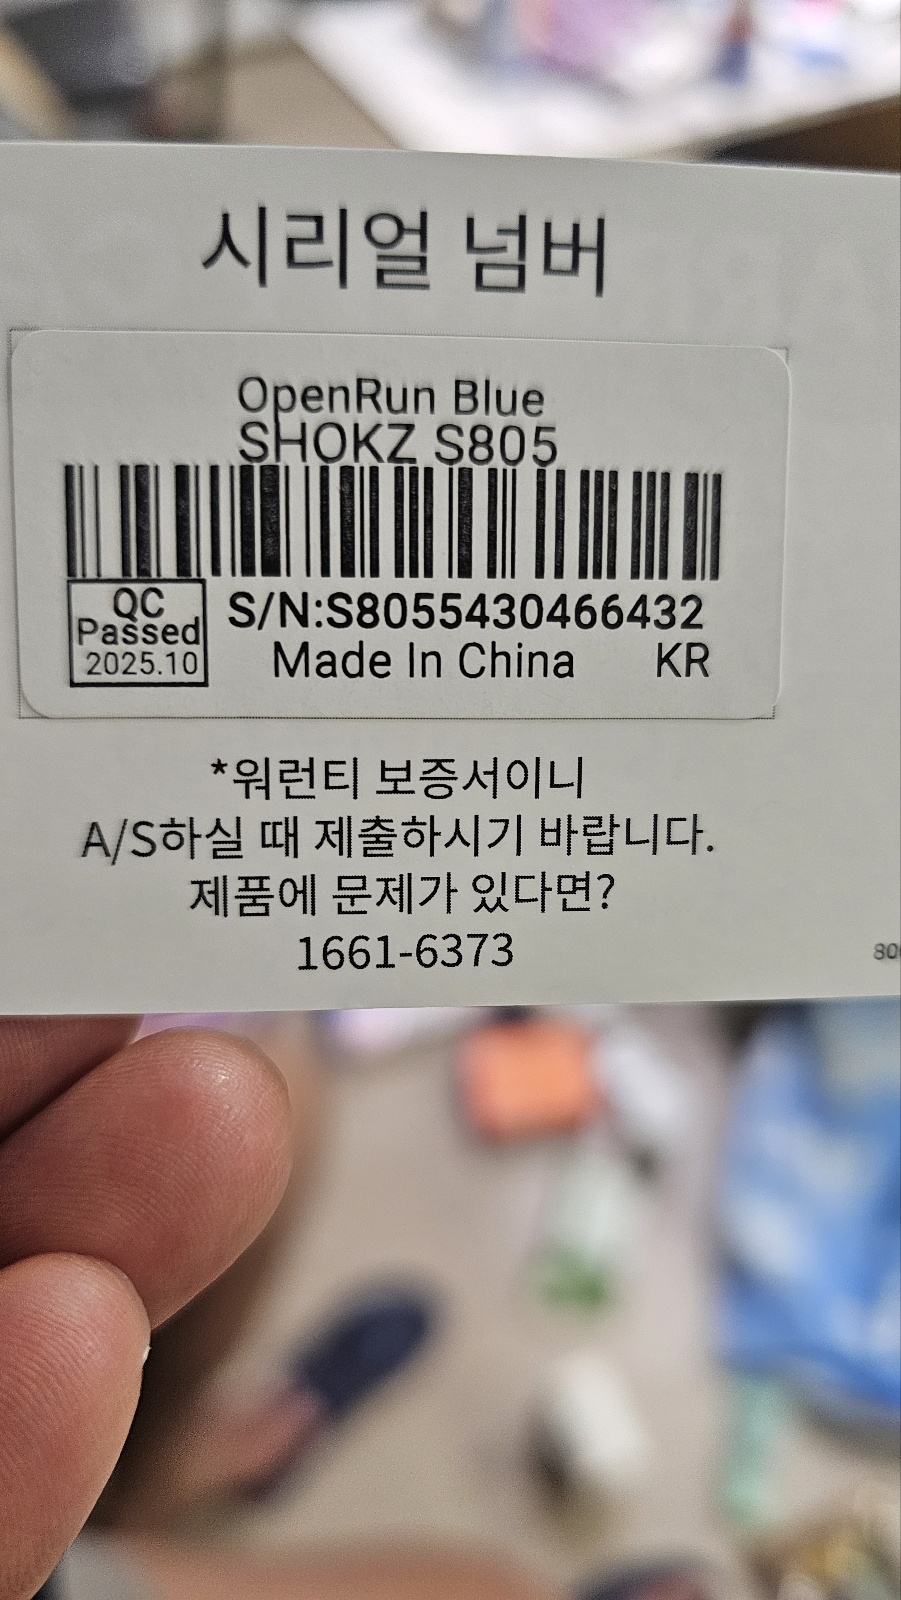 시리얼 넘버
OpenRun Blue
SHOKZ S805
QC
Passed
2025.10
S/N:S8055430466432
Made In China KR
*워런티 보증서이니
A/S하실 때 제출하시기 바랍니다.
제품에 문제가 있다면?
1661-6373